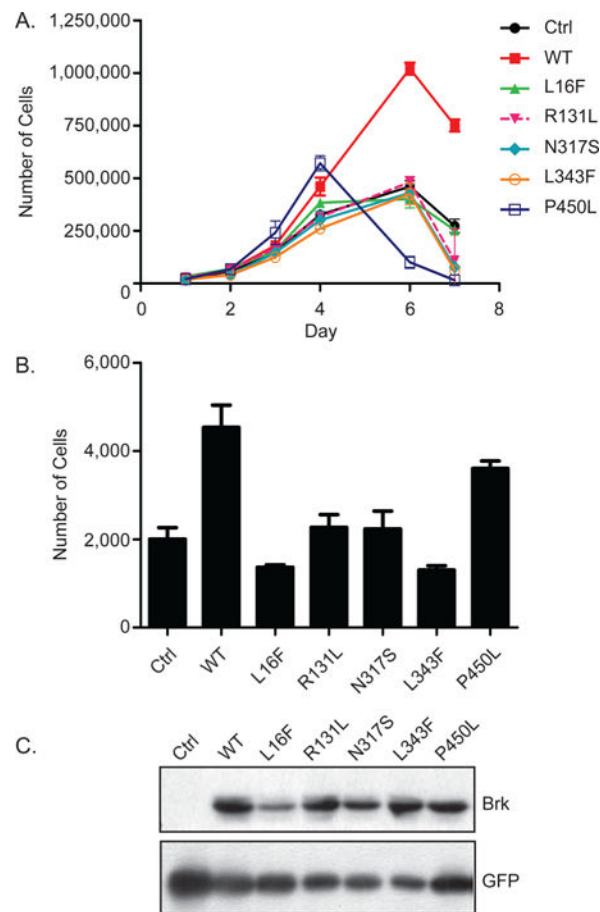 A.
1,250,000
1,000,000
750,000
500,000
250,000
0
Number of Cells
0 2 4 6 8
Day
Ctrl
WT
L16F
R131L
N317S
L343F
P450L
B.
6,000
4,000
2,000
0
Number of Cells
Ctrl WT L16F R131L N317S L343F P450L
C.
Ctrl WT L16F R131L N317S L343F P450L
Brk
GFP